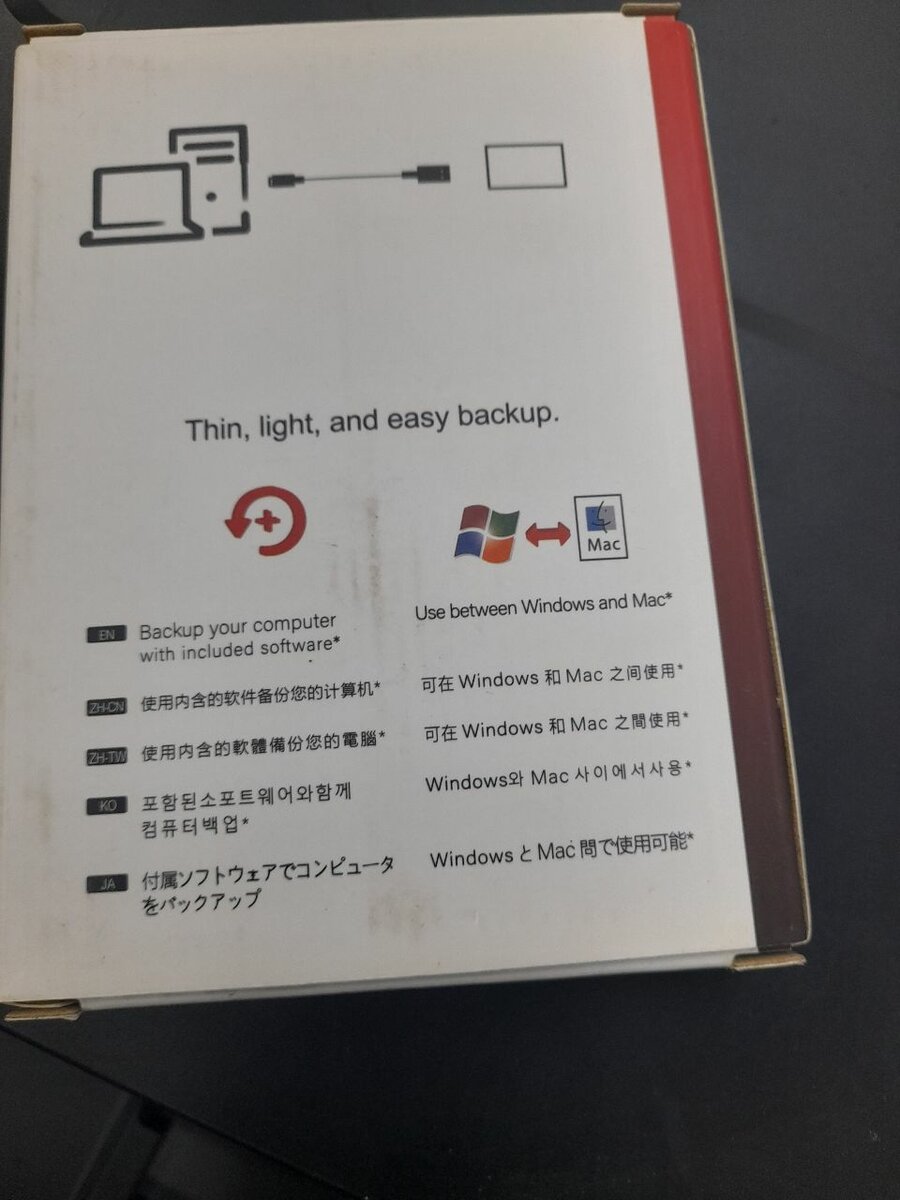 Thin, light, and easy backup.
Mac
EN
Backup your computer
with included software*
Use between Windows and Mac*
ZH-CN
使用内含的软件备份您的计算机*
可在 Windows 和 Mac 之间使用*
ZH-TW
使用内含的軟體備份您的電腦*
可在 Windows 和 Mac 之間使用*
KO
포함된소포트웨어와함께
컴퓨터백업*
Windows와 Mac 사이에서사용*
JA
付属ソフトウェアでコンピュータ
をバックアップ
Windows と Mac 問で使用可能*